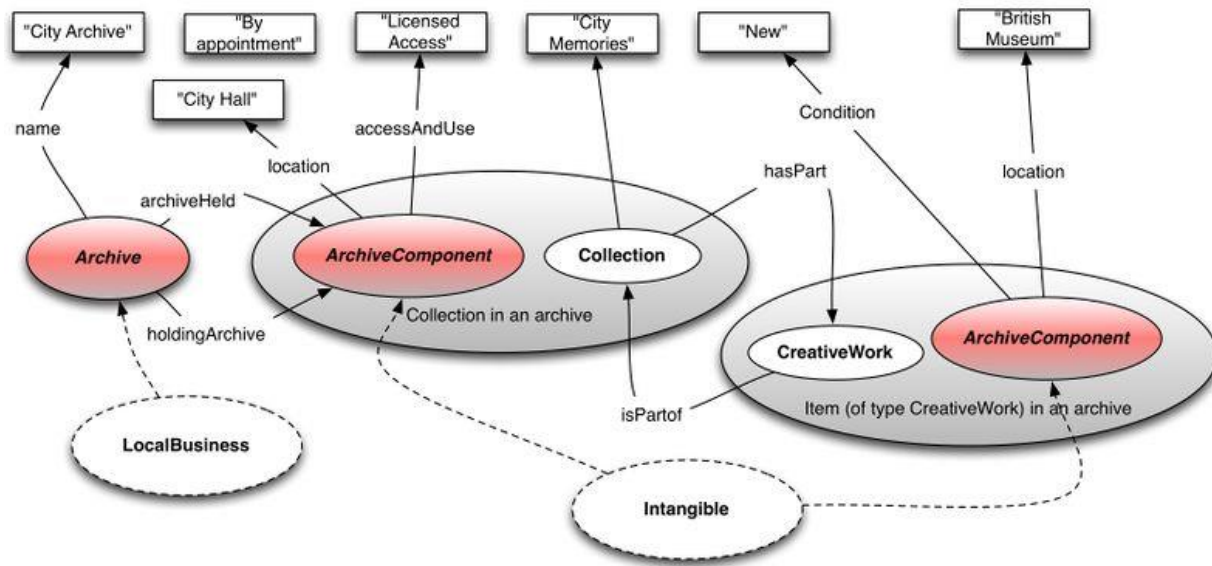 "City Archive"
"By
appointment"
"Licensed
Access"
"City
Memories"
"New"
"British
Museum"
"City Hall"
name
accessAndUse
Condition
location
hasPart
location
archiveHeld
Archive
ArchiveComponent
Collection
holdingArchive
Collection in an archive
CreativeWork
ArchiveComponent
isPartof
Item (of type CreativeWork) in an archive
LocalBusiness
Intangible